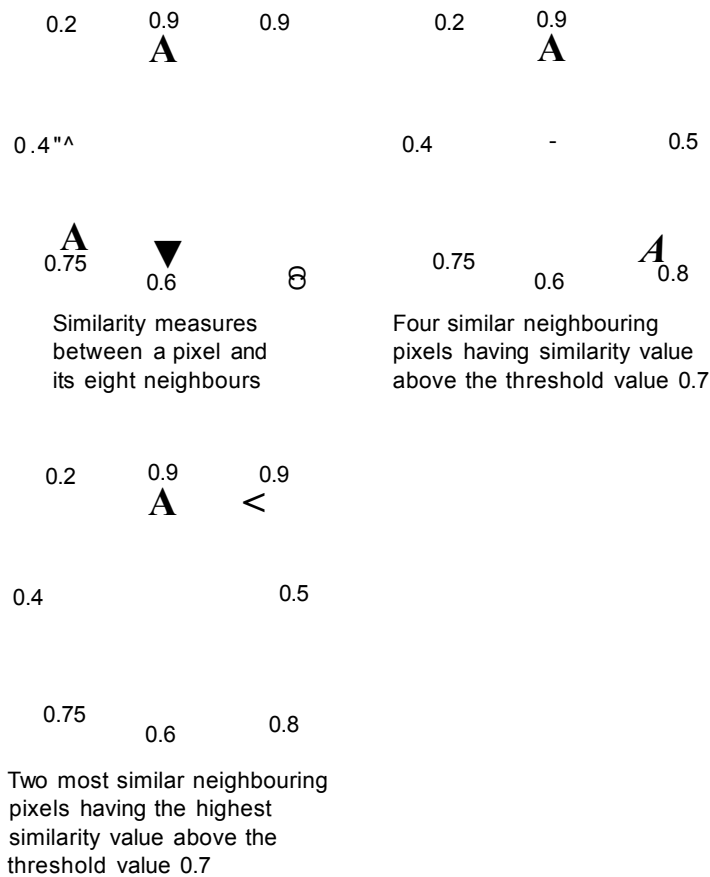 0.2 0.9 0.9
A
0.4"^
A ▼
0.75 0.6
Similarity measures
between a pixel and
its eight neighbours
0.2 0.9
A
0.4 - 0.5
A
0.75 0.6 0.8
Four similar neighbouring
pixels having similarity value
above the threshold value 0.7
0.2 0.9 0.9
A <
0.4 0.5
0.75 0.6 0.8
Two most similar neighbouring
pixels having the highest
similarity value above the
threshold value 0.7